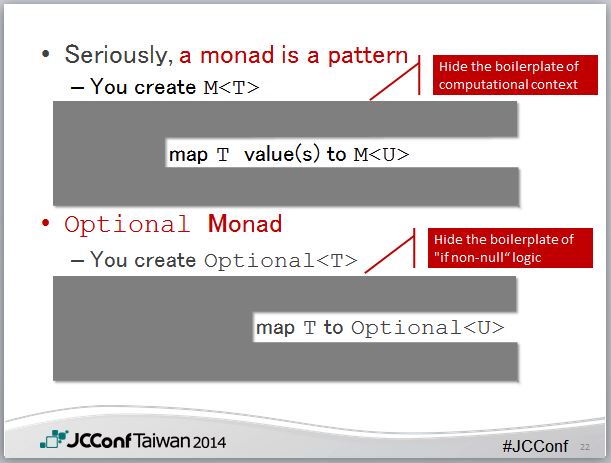 • Seriously, a monad is a pattern
Hide the boilerplate of
computational context
– You create M<T>
map T value(s) to M<U>
• Optional Monad
Hide the boilerplate of
"if non-null“ logic
– You create Optional<T>
map T to Optional<U>
JCConf Taiwan 2014
#JCConf 22